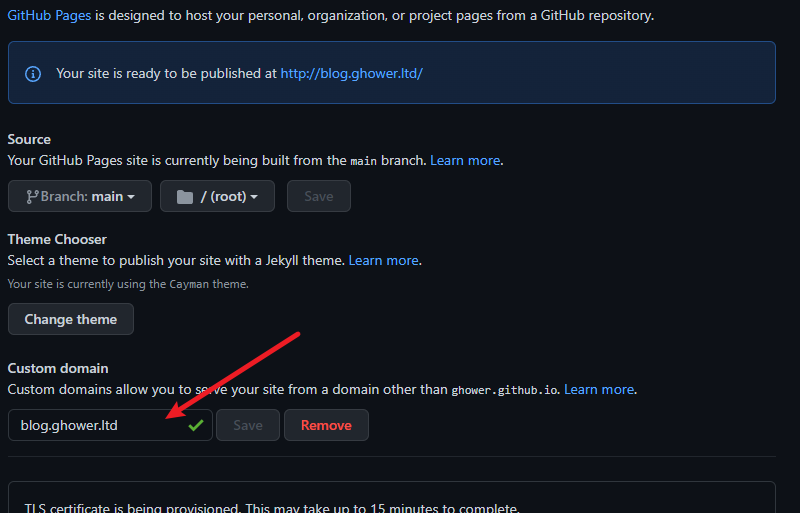 GitHub Pages is designed to host your personal, organization, or project pages from a GitHub repository.
Your site is ready to be published at http://blog.ghower.ltd/
Source
Your GitHub Pages site is currently being built from the main branch. Learn more.
Branch: main / (root) Save
Theme Chooser
Select a theme to publish your site with a Jekyll theme. Learn more.
Your site is currently using the Cayman theme.
Change theme
Custom domain
Custom domains allow you to serve your site from a domain other than ghower.github.io. Learn more.
blog.ghower.ltd Save Remove
TLS certificate is being provisioned. This may take up to 15 minutes to complete.